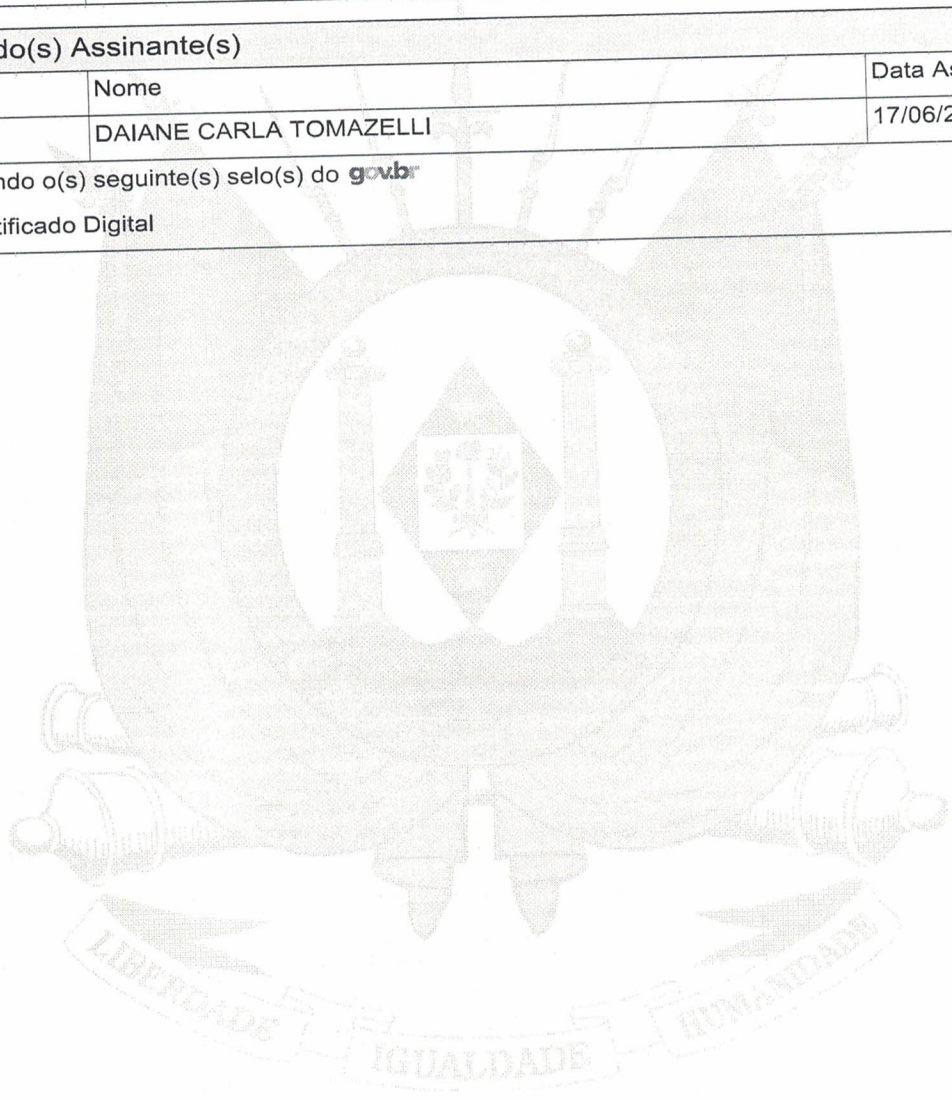 do(s) Assinante(s)
Nome
Data As
DAIANE CARLA TOMAZELLI
17/06/2
ndo o(s) seguinte(s) selo(s) do gov.br
tificado Digital
LIBERDADE
IGUALDADE
HUMANIDADE